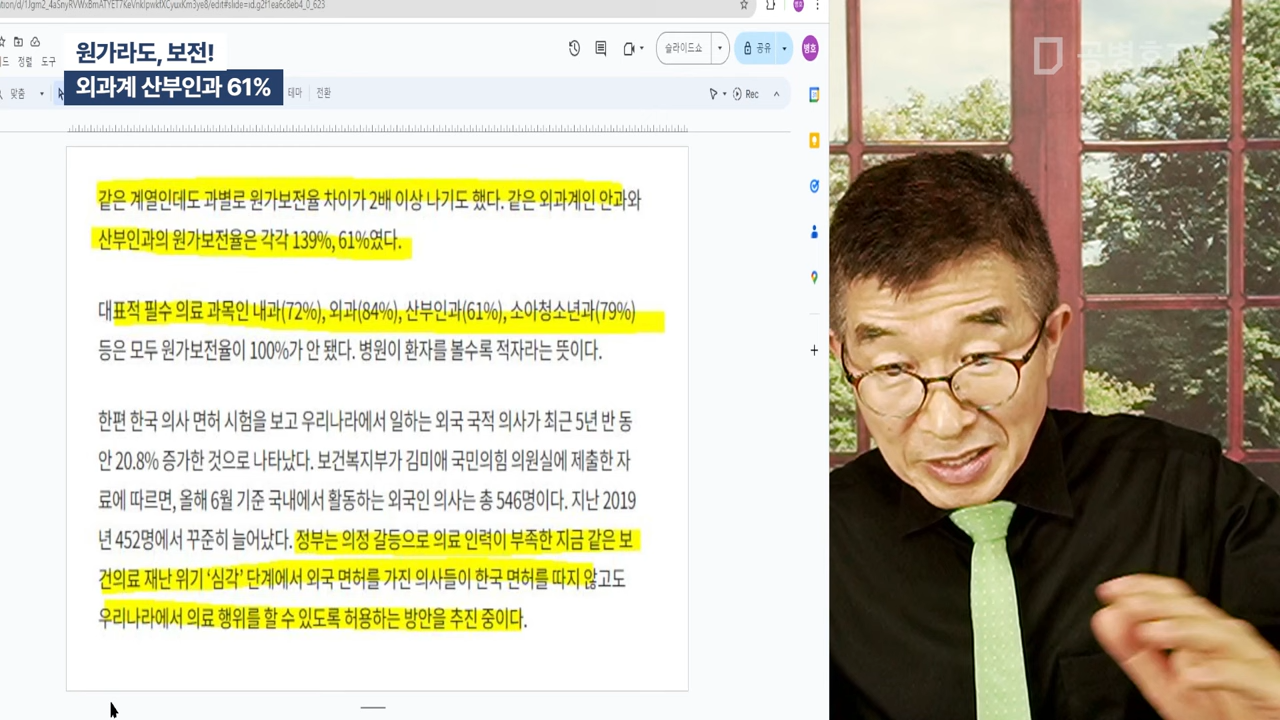 원가라도, 보전!
외과계 산부인과 61%
정렬 도구
맞춤
테마 전환
슬라이드쇼
공유
병호
Rec
같은 계열인데도 과별로 원가보전율 차이가 2배 이상 나기도 했다. 같은 외과계인 안과와
산부인과의 원가보전율은 각각 139%, 61%였다.
대표적 필수 의료 과목인 내과(72%), 외과(84%), 산부인과(61%), 소아청소년과(79%)
등은 모두 원가보전율이 100%가 안 됐다. 병원이 환자를 볼수록 적자라는 뜻이다.
한편 한국 의사 면허 시험을 보고 우리나라에서 일하는 외국 국적 의사가 최근 5년 반 동
안 20.8% 증가한 것으로 나타났다. 보건복지부가 김미애 국민의힘 의원실에 제출한 자
료에 따르면, 올해 6월 기준 국내에서 활동하는 외국인 의사는 총 546명이다. 지난 2019
년 452명에서 꾸준히 늘어났다. 정부는 의정 갈등으로 의료 인력이 부족한 지금 같은 보
건의료 재난 위기 ‘심각’ 단계에서 외국 면허를 가진 의사들이 한국 면허를 따지 않고도
우리나라에서 의료 행위를 할 수 있도록 허용하는 방안을 추진 중이다.